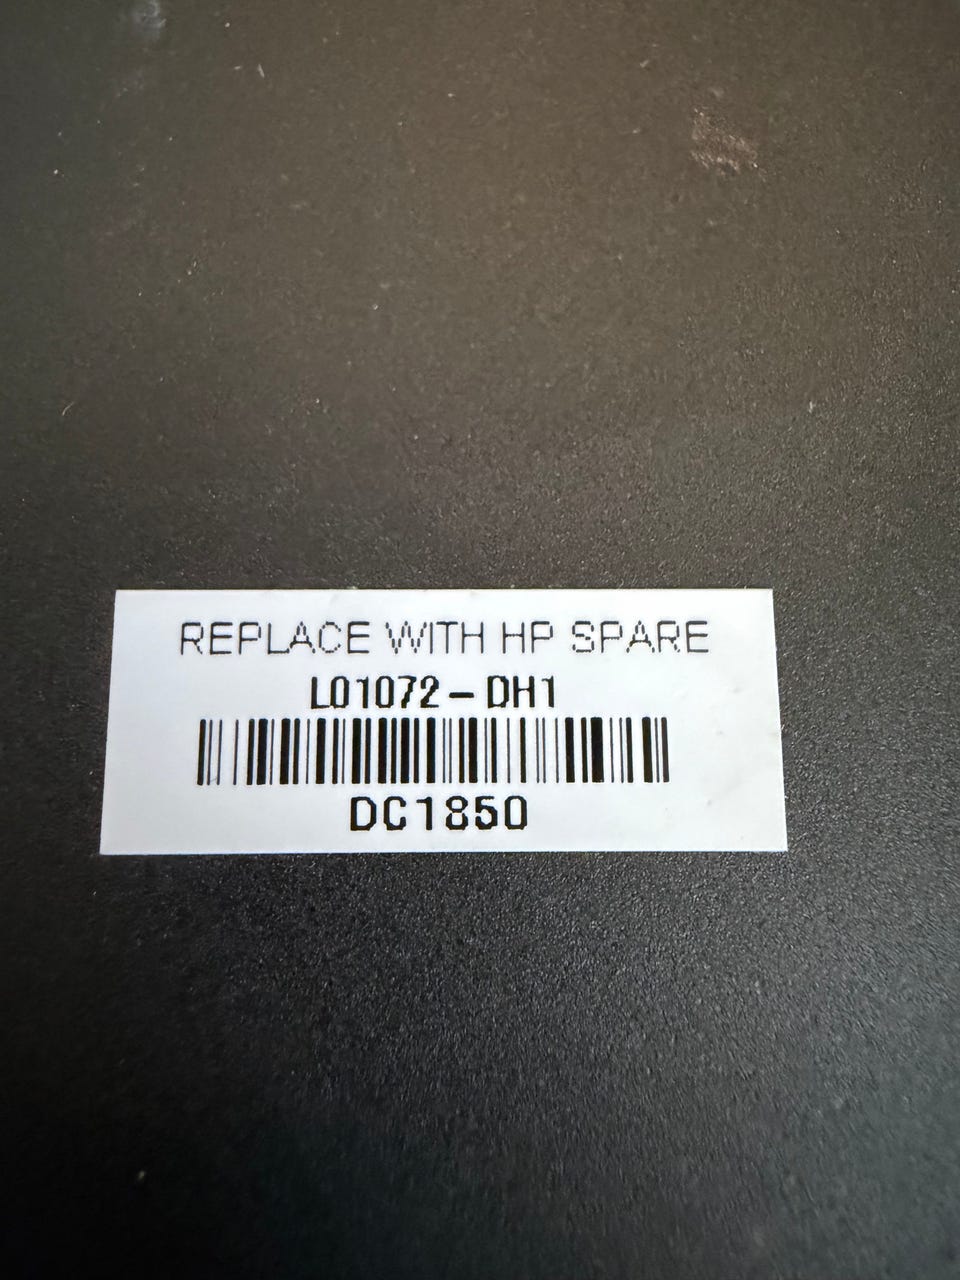 REPLACE WITH HP SPARE
L01072-DH1
DC1850